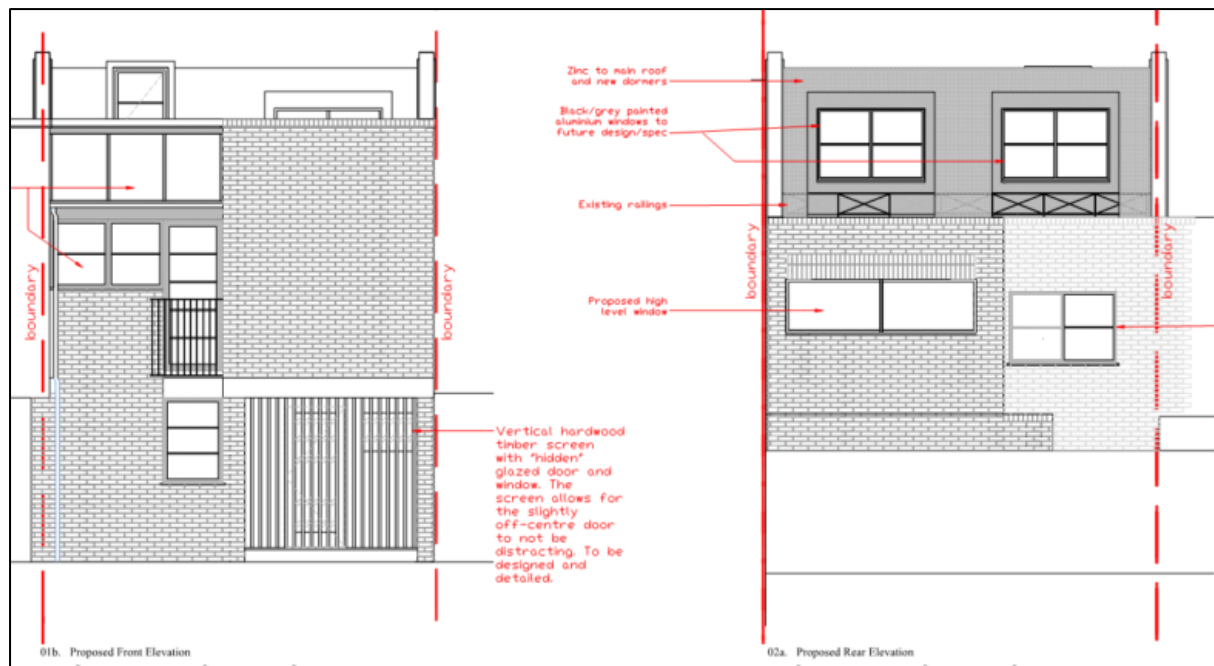 Zinc to main roof
and new dormers
Black/grey painted
aluminium windows to
future design/spec
Existing railings
boundary
boundary
boundary
boundary
Proposed high
level window
Vertical hardwood
timber screen
with "hidden"
glazed door and
window. The
screen allows for
the slightly
off-centre door
to not be
distracting. To be
designed and
detailed.
01b. Proposed Front Elevation
02a. Proposed Rear Elevation